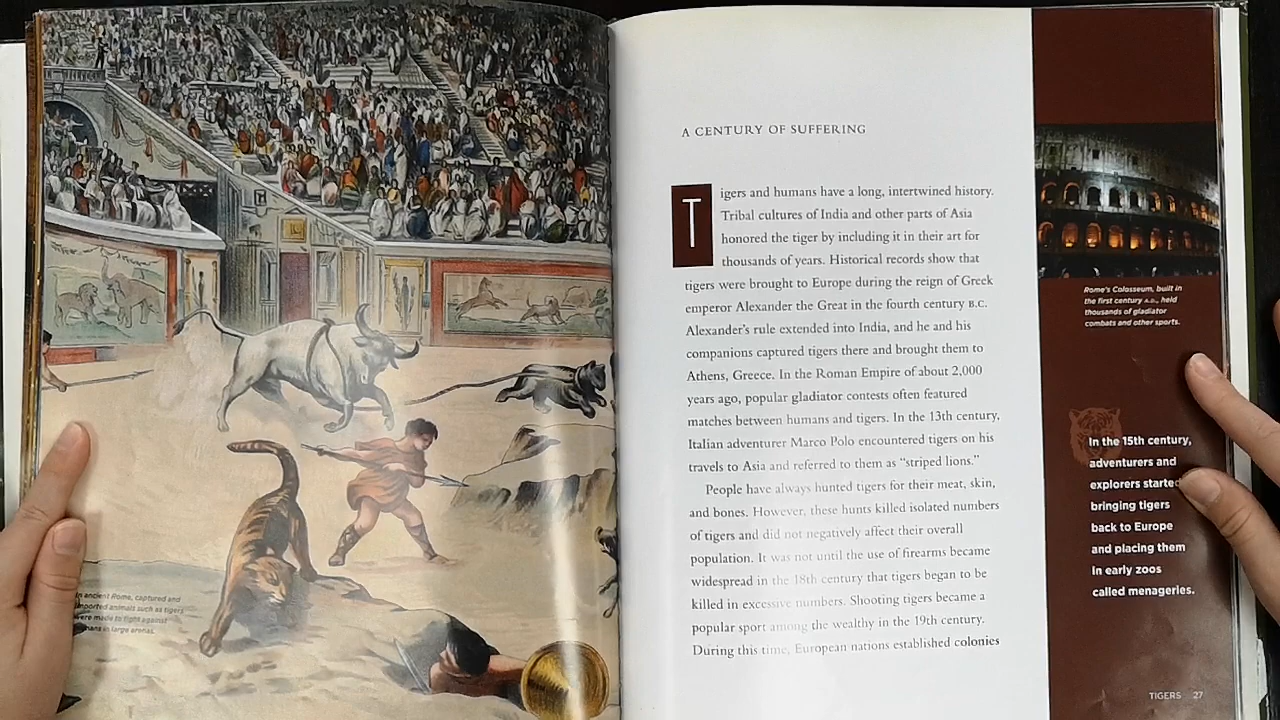 In ancient Rome, captured and
imported animals such as tigers
were made to fight against
in large arenas.
A CENTURY OF SUFFERING
Tigers and humans have a long, intertwined history.
Tribal cultures of India and other parts of Asia
honored the tiger by including it in their art for
thousands of years. Historical records show that
tigers were brought to Europe during the reign of Greek
emperor Alexander the Great in the fourth century B.C.
Alexander's rule extended into India, and he and his
companions captured tigers there and brought them to
Athens, Greece. In the Roman Empire of about 2,000
years ago, popular gladiator contests often featured
matches between humans and tigers. In the 13th century,
Italian adventurer Marco Polo encountered tigers on his
travels to Asia and referred to them as “striped lions.”
People have always hunted tigers for their meat, skin,
and bones. However, these hunts killed isolated numbers
of tigers and did not negatively affect their overall
population. It was not until the use of firearms became
widespread in the 18th century that tigers began to be
killed in excessive numbers. Shooting tigers became a
popular sport among the wealthy in the 19th century.
During this time, European nations established colonies
Rome's Colosseum, built in
the first century A.D., held
thousands of gladiator
combats and other sports.
In the 15th century,
adventurers and
explorers started
bringing tigers
back to Europe
and placing them
in early zoos
called menageries.
TIGERS 27